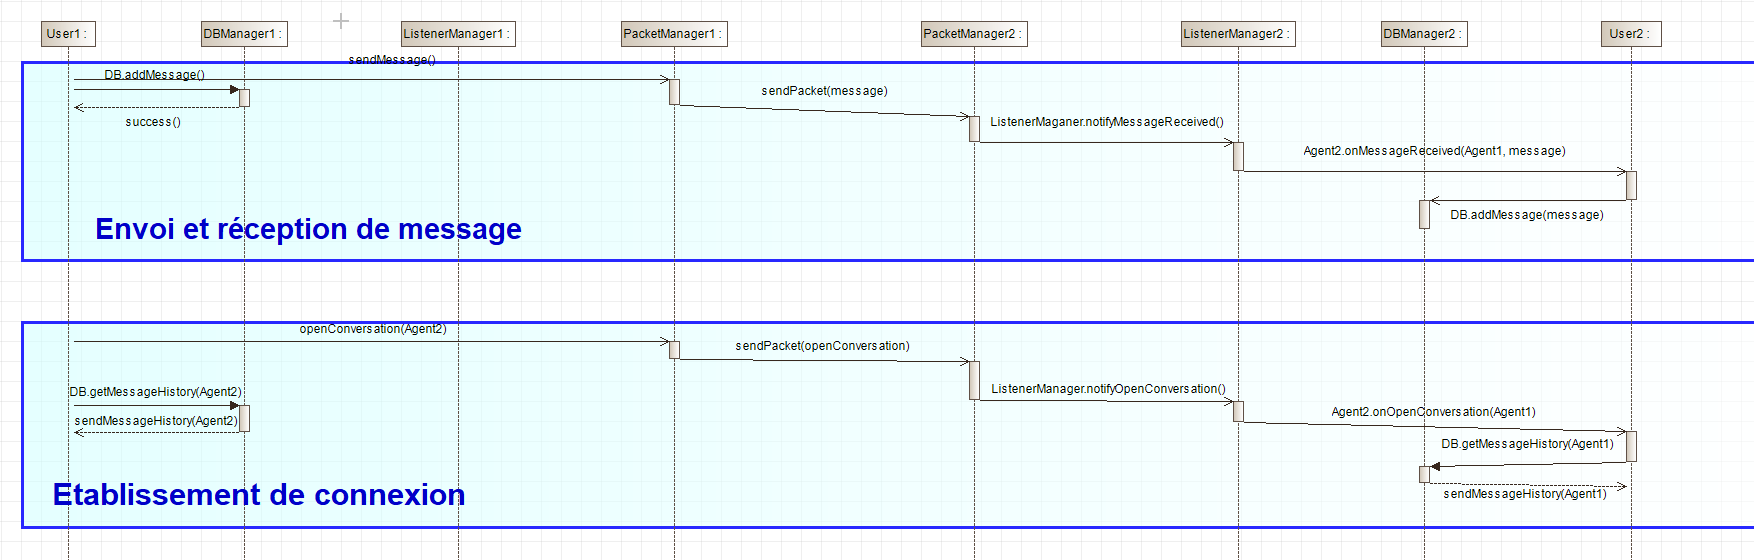 User1 :
DBManager1 :
ListenerManager1 :
PacketManager1 :
PacketManager2 :
ListenerManager2 :
DBManager2 :
User2 :
sendMessage()
DB.addMessage()
sendPacket(message)
success()
ListenerMaganer.notifyMessageReceived()
Agent2.onMessageReceived(Agent1, message)
DB.addMessage(message)
Envoi et réception de message
openConversation(Agent2)
sendPacket(openConversation)
DB.getMessageHistory(Agent2)
ListenerManager.notifyOpenConversation()
Agent2.onOpenConversation(Agent1)
sendMessageHistory(Agent2)
DB.getMessageHistory(Agent1)
sendMessageHistory(Agent1)
Etablissement de connexion